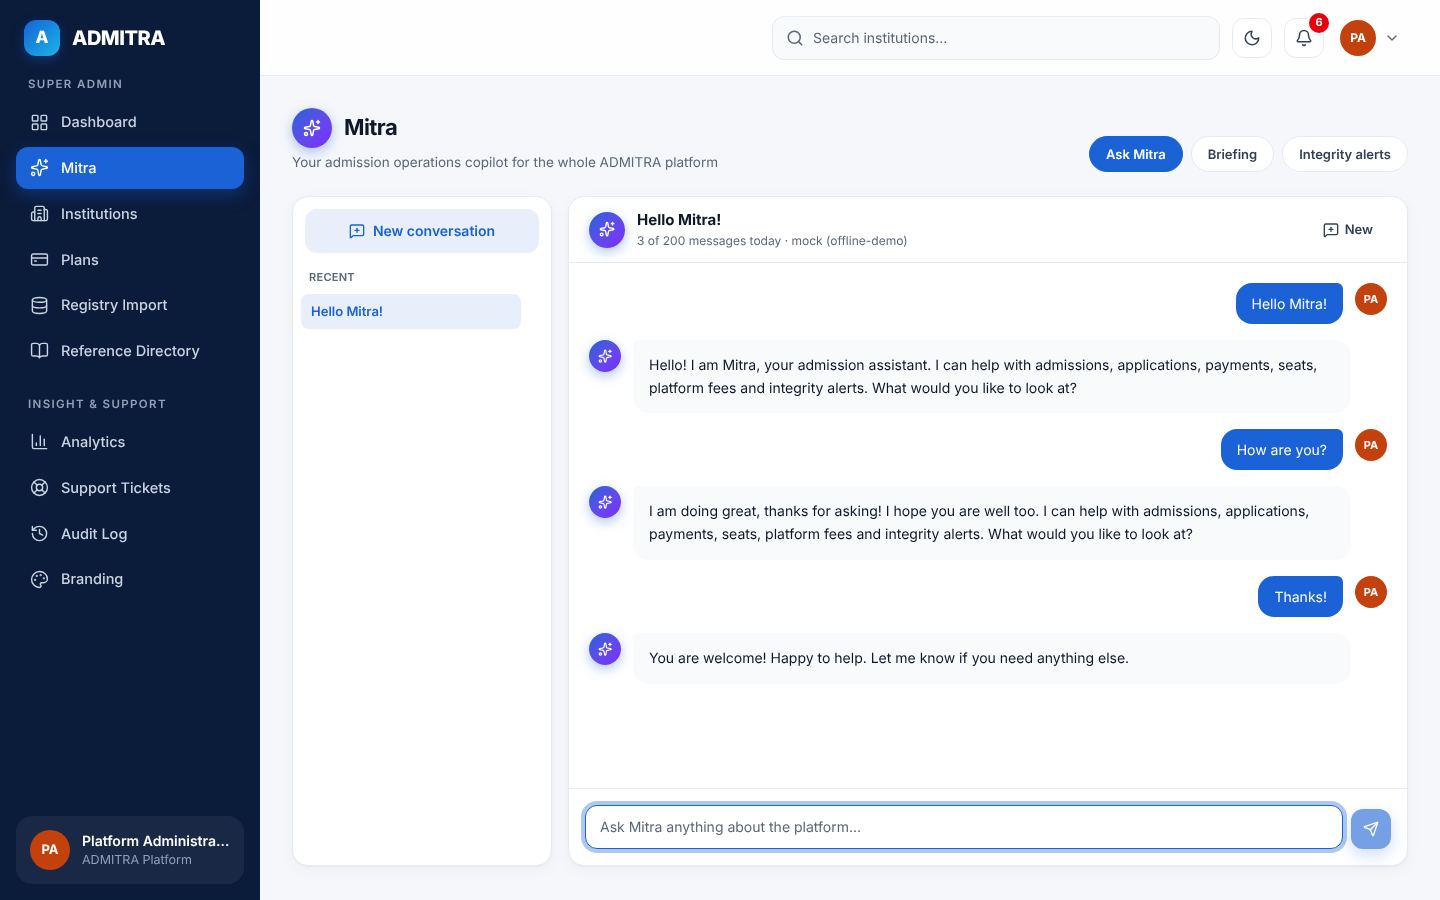 A ADMITRA
SUPER ADMIN
Dashboard
Mitra
Institutions
Plans
Registry Import
Reference Directory
INSIGHT & SUPPORT
Analytics
Support Tickets
Audit Log
Branding
PA
Platform Administra...
ADMITRA Platform
Search institutions...
6
PA
Mitra
Your admission operations copilot for the whole ADMITRA platform
Ask Mitra
Briefing
Integrity alerts
New conversation
RECENT
Hello Mitra!
Hello Mitra!
3 of 200 messages today · mock (offline-demo)
New
Hello Mitra!
PA
Hello! I am Mitra, your admission assistant. I can help with admissions, applications, payments, seats,
platform fees and integrity alerts. What would you like to look at?
How are you?
PA
I am doing great, thanks for asking! I hope you are well too. I can help with admissions, applications,
payments, seats, platform fees and integrity alerts. What would you like to look at?
Thanks!
PA
You are welcome! Happy to help. Let me know if you need anything else.
Ask Mitra anything about the platform...